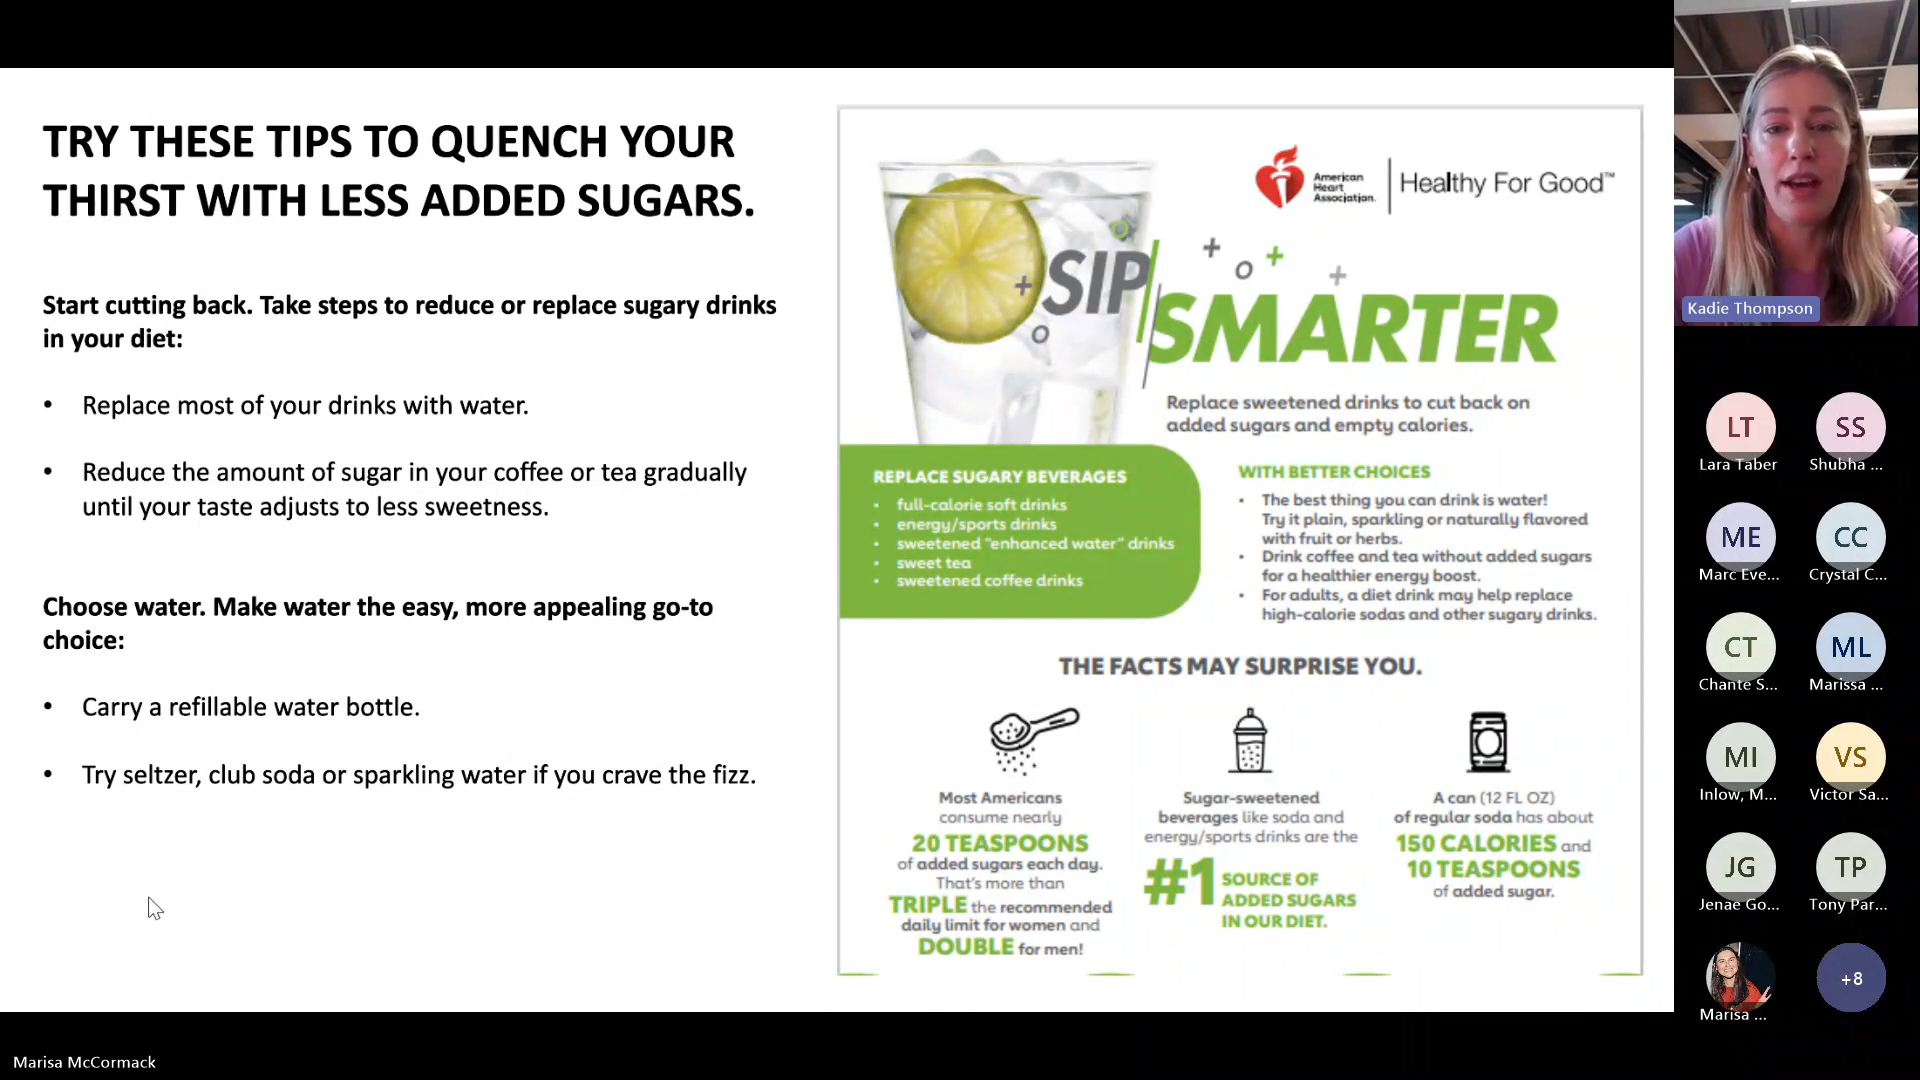 TRY THESE TIPS TO QUENCH YOUR
THIRST WITH LESS ADDED SUGARS.
Start cutting back. Take steps to reduce or replace sugary drinks
in your diet:
• Replace most of your drinks with water.
• Reduce the amount of sugar in your coffee or tea gradually
until your taste adjusts to less sweetness.
Choose water. Make water the easy, more appealing go-to
choice:
• Carry a refillable water bottle.
• Try seltzer, club soda or sparkling water if you crave the fizz.
American
Heart
Association.
Healthy For Good™
SIP
SMARTER
Replace sweetened drinks to cut back on
added sugars and empty calories.
REPLACE SUGARY BEVERAGES
• full-calorie soft drinks
• energy/sports drinks
• sweetened "enhanced water" drinks
• sweet tea
• sweetened coffee drinks
WITH BETTER CHOICES
• The best thing you can drink is water!
Try it plain, sparkling or naturally flavored
with fruit or herbs.
• Drink coffee and tea without added sugars
for a healthier energy boost.
• For adults, a diet drink may help replace
high-calorie sodas and other sugary drinks.
THE FACTS MAY SURPRISE YOU.
Most Americans
consume nearly
20 TEASPOONS
of added sugars each day.
That's more than
TRIPLE the recommended
daily limit for women and
DOUBLE for men!
Sugar-sweetened
beverages like soda and
energy/sports drinks are the
#1 SOURCE OF
ADDED SUGARS
IN OUR DIET.
A can (12 FL OZ)
of regular soda has about
150 CALORIES and
10 TEASPOONS
of added sugar.
Kadie Thompson
LT
Lara Taber
SS
Shubha ...
ME
Marc Eve...
CC
Crystal C...
CT
Chante S...
ML
Marissa ...
MI
Inlow, M...
VS
Victor Sa...
JG
Jenae Go...
TP
Tony Par...
Marisa ...
+8
Marisa McCormack